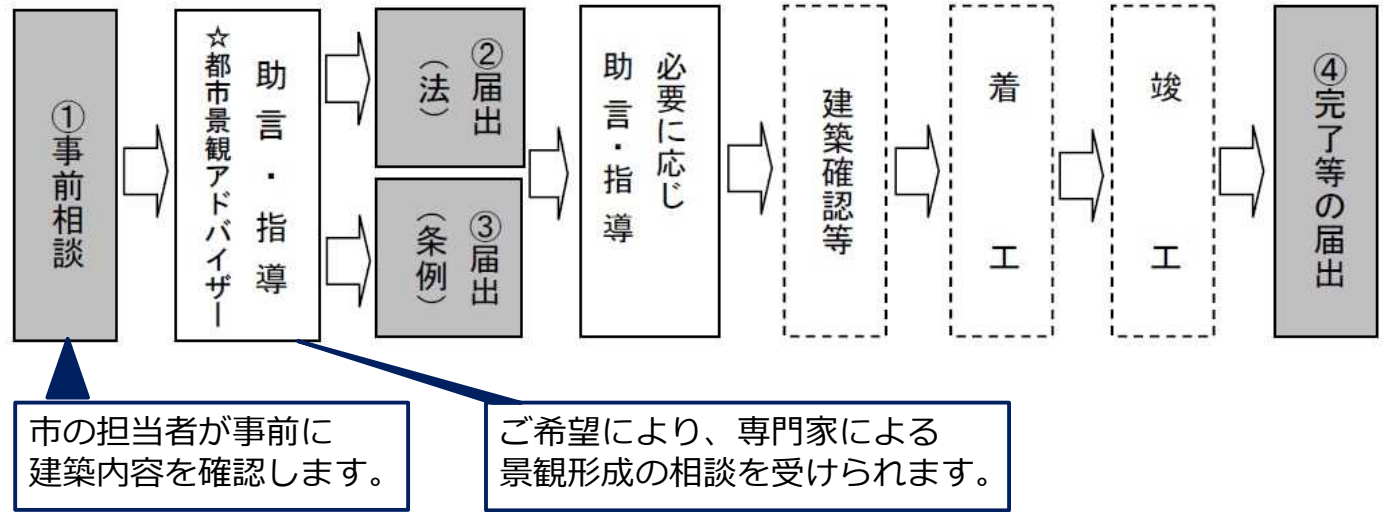 ①事前相談
助言・指導
☆都市景観アドバイザー
②届出
（法）
③届出
（条例）
必要に応じ
助言・指導
建築確認等
着工
竣工
④完了等の届出
市の担当者が事前に
建築内容を確認します。
ご希望により、専門家による
景観形成の相談を受けられます。